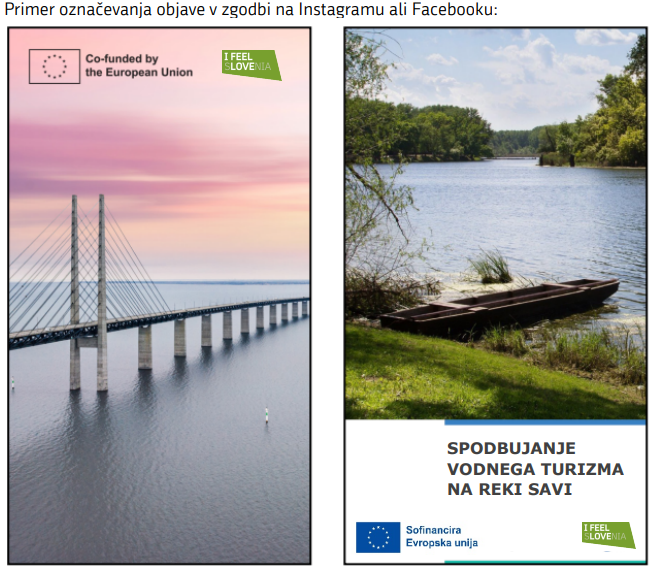 Primer označevanja objave v zgodbi na Instagramu ali Facebooku:
Co-funded by
the European Union
I FEEL
SLOVENIA
SPODBUJANJE
VODNEGA TURIZMA
NA REKI SAVI
Sofinancira
Evropska unija
I FEEL
SLOVENIA